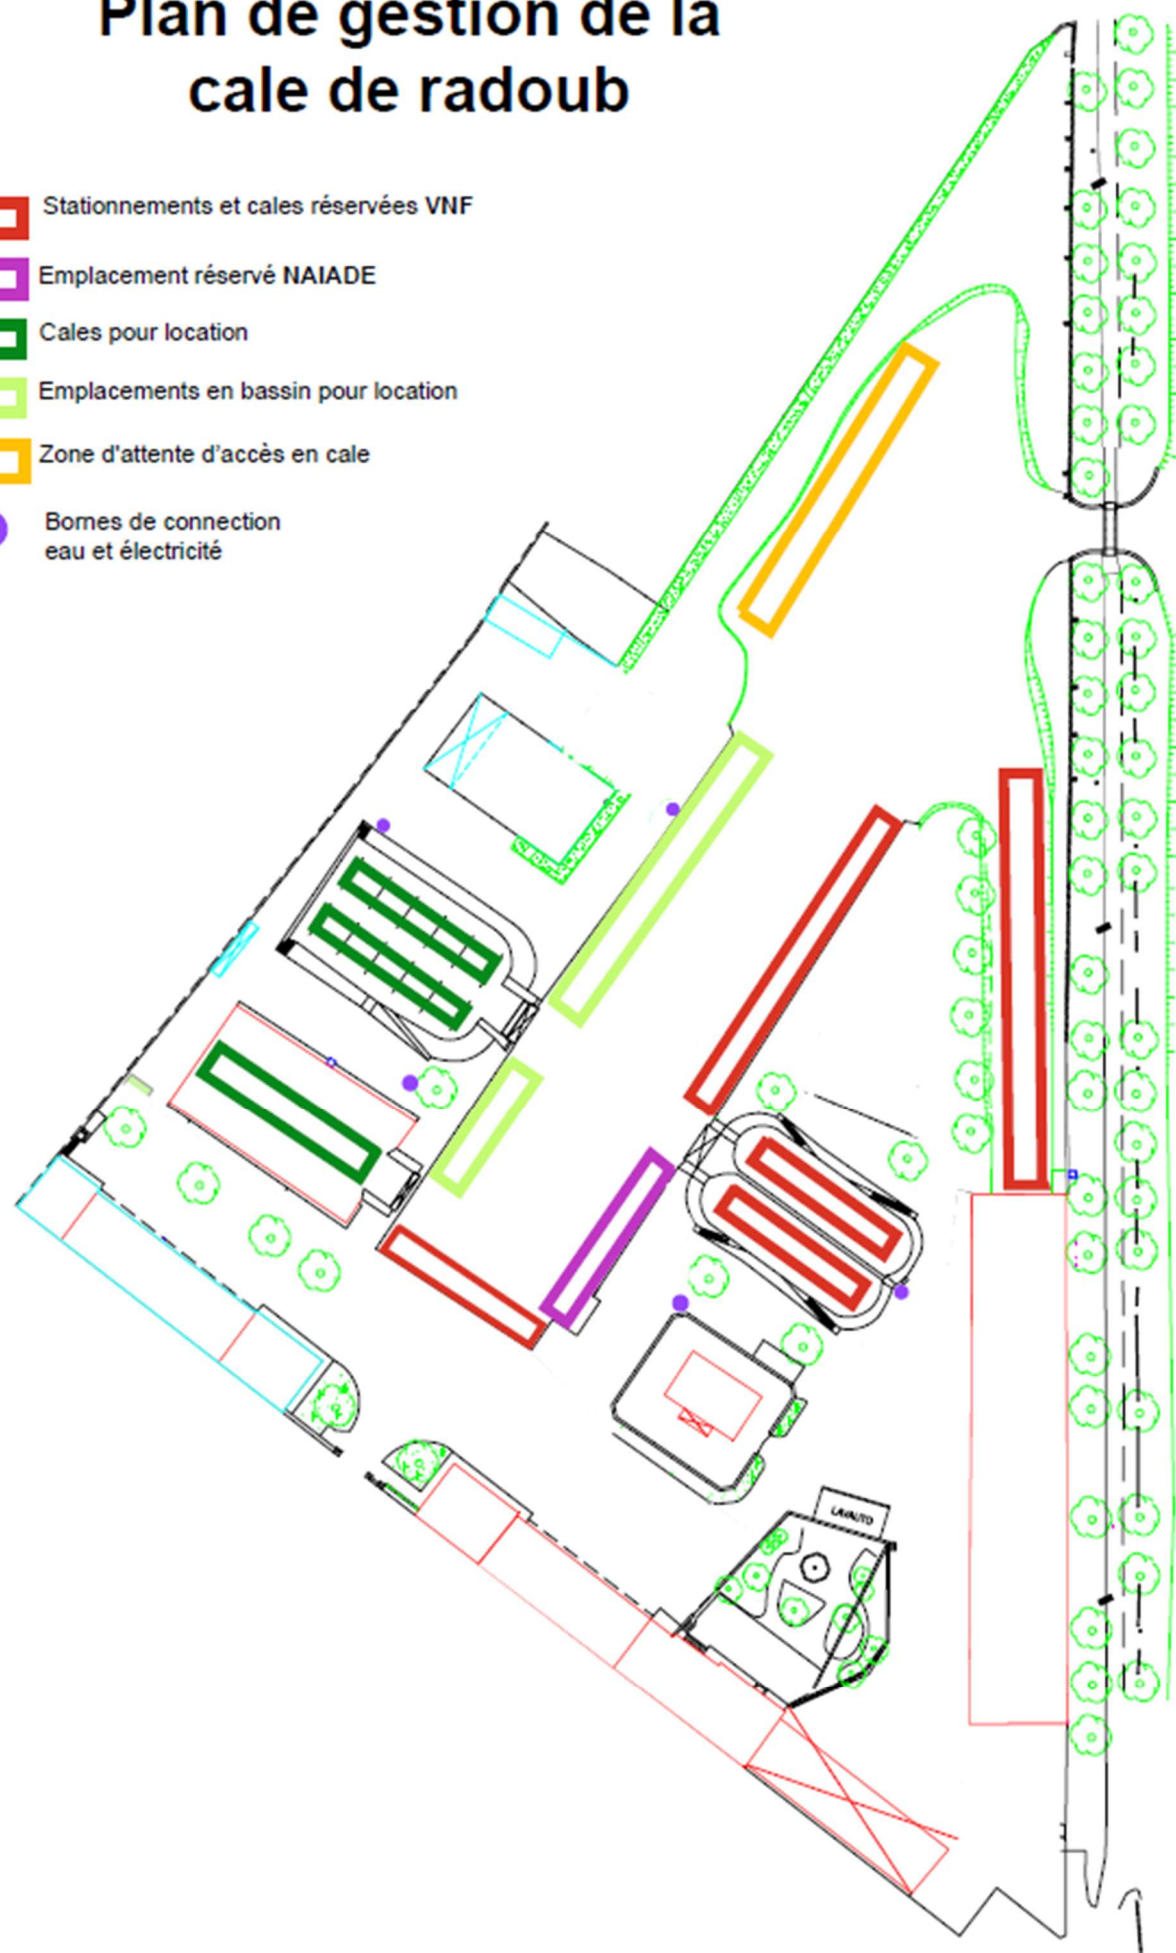 Plan de gestion de la
cale de radoub
Stationnements et cales réservées VNF
Emplacement réservé NAIADE
Cales pour location
Emplacements en bassin pour location
Zone d'attente d'accès en cale
Bornes de connection
eau et électricité
LAVAUTO